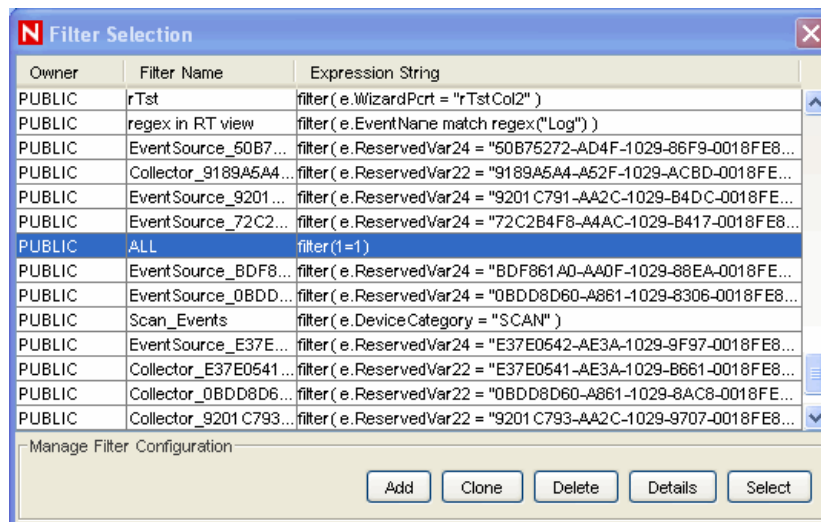 N Filter Selection
Owner Filter Name Expression String
PUBLIC rTst filter( e.WizardPort = "rTstCol2" )
PUBLIC regex in RT view filter( e.EventName match regex("Log") )
PUBLIC EventSource_50B7... filter( e.ReservedVar24 = "50B75272-AD4F-1029-86F9-0018FE8...
PUBLIC Collector_9189A5A4... filter( e.ReservedVar22 = "9189A5A4-A52F-1029-ACBD-0018FE...
PUBLIC EventSource_9201... filter( e.ReservedVar24 = "9201C791-AA2C-1029-B4DC-0018FE...
PUBLIC EventSource_72C2... filter( e.ReservedVar24 = "72C2B4F8-A4AC-1029-B417-0018FE8...
PUBLIC ALL filter(1=1)
PUBLIC EventSource_BDF8... filter( e.ReservedVar24 = "BDF861A0-AA0F-1029-88EA-0018FE...
PUBLIC EventSource_0BDD... filter( e.ReservedVar24 = "0BDD8D60-A861-1029-8306-0018FE8...
PUBLIC Scan_Events filter( e.DeviceCategory = "SCAN" )
PUBLIC EventSource_E37E... filter( e.ReservedVar24 = "E37E0542-AE3A-1029-9F97-0018FE8...
PUBLIC Collector_E37E0541... filter( e.ReservedVar22 = "E37E0541-AE3A-1029-B661-0018FE8...
PUBLIC Collector_0BDD8D6... filter( e.ReservedVar22 = "0BDD8D60-A861-1029-8AC8-0018FE...
PUBLIC Collector_9201C793... filter( e.ReservedVar22 = "9201C793-AA2C-1029-9707-0018FE8...
Manage Filter Configuration
Add Clone Delete Details Select